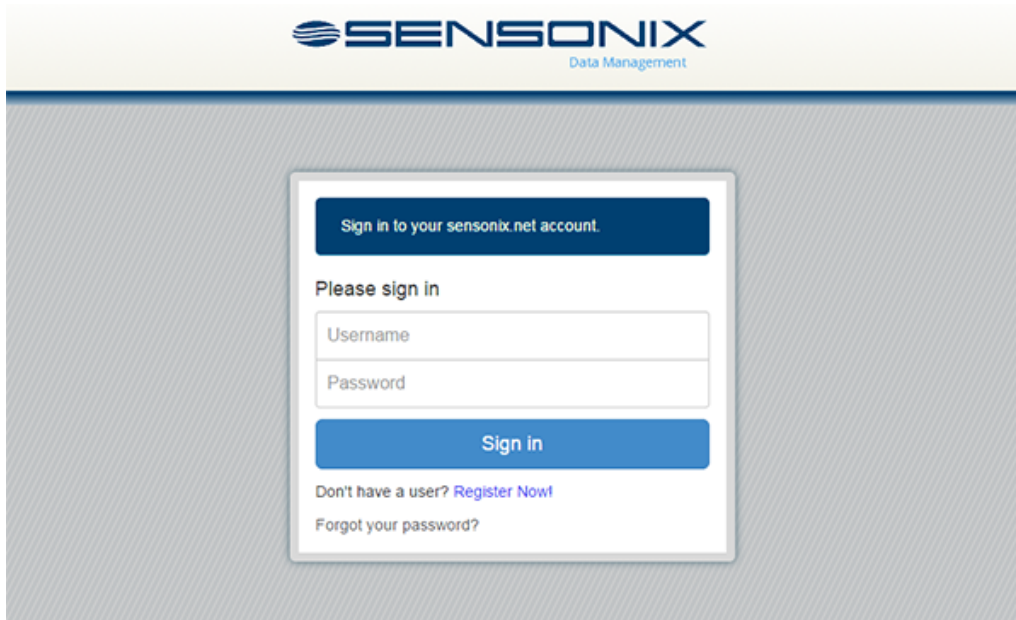 SENSONIX
Data Management
Sign in to your sensonix.net account.
Please sign in
Username
Password
Sign in
Don't have a user? Register Now!
Forgot your password?